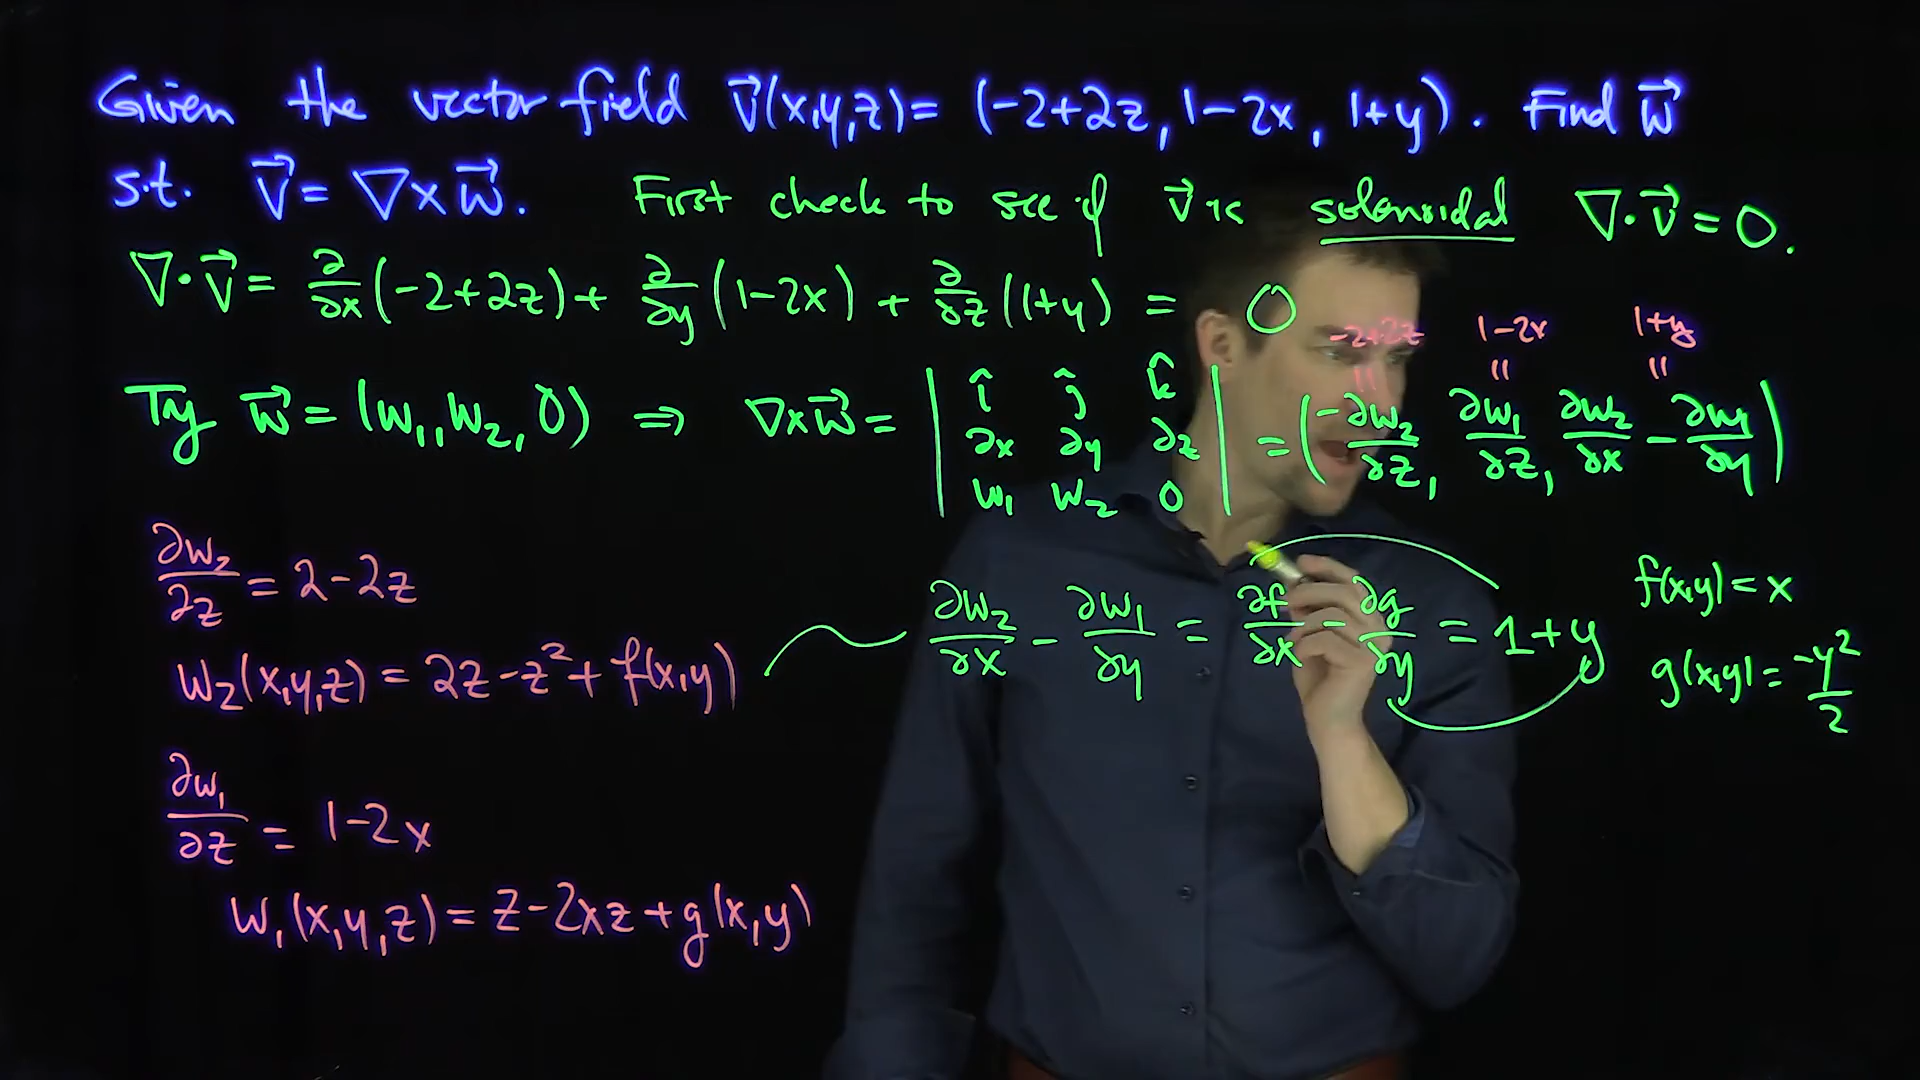 Given the vector field v⃗(x,y,z) = (-2+2z, 1-2x, 1+y). Find w⃗
s.t. v⃗ = ∇×w⃗. First check to see if v⃗ is solenoidal ∇·v⃗ = 0.
∇·v⃗ = ∂/∂x(-2+2z) + ∂/∂y(1-2x) + ∂/∂z(1+y) = 0
-2+2z 1-2x 1+y
|| || ||
Try w⃗ = (w₁, w₂, 0) ⇒ ∇×w⃗ = | î ĵ k̂ ; ∂x ∂y ∂z ; w₁ w₂ 0 | = (-∂w₂/∂z, ∂w₁/∂z, ∂w₂/∂x - ∂w₁/∂y)
∂w₂/∂z = 2-2z
w₂(x,y,z) = 2z-z²+f(x,y)
∂w₂/∂x - ∂w₁/∂y = ∂f/∂x - ∂g/∂y = 1+y
f(x,y) = x
g(x,y) = -y²/2
∂w₁/∂z = 1-2x
w₁(x,y,z) = z-2xz+g(x,y)